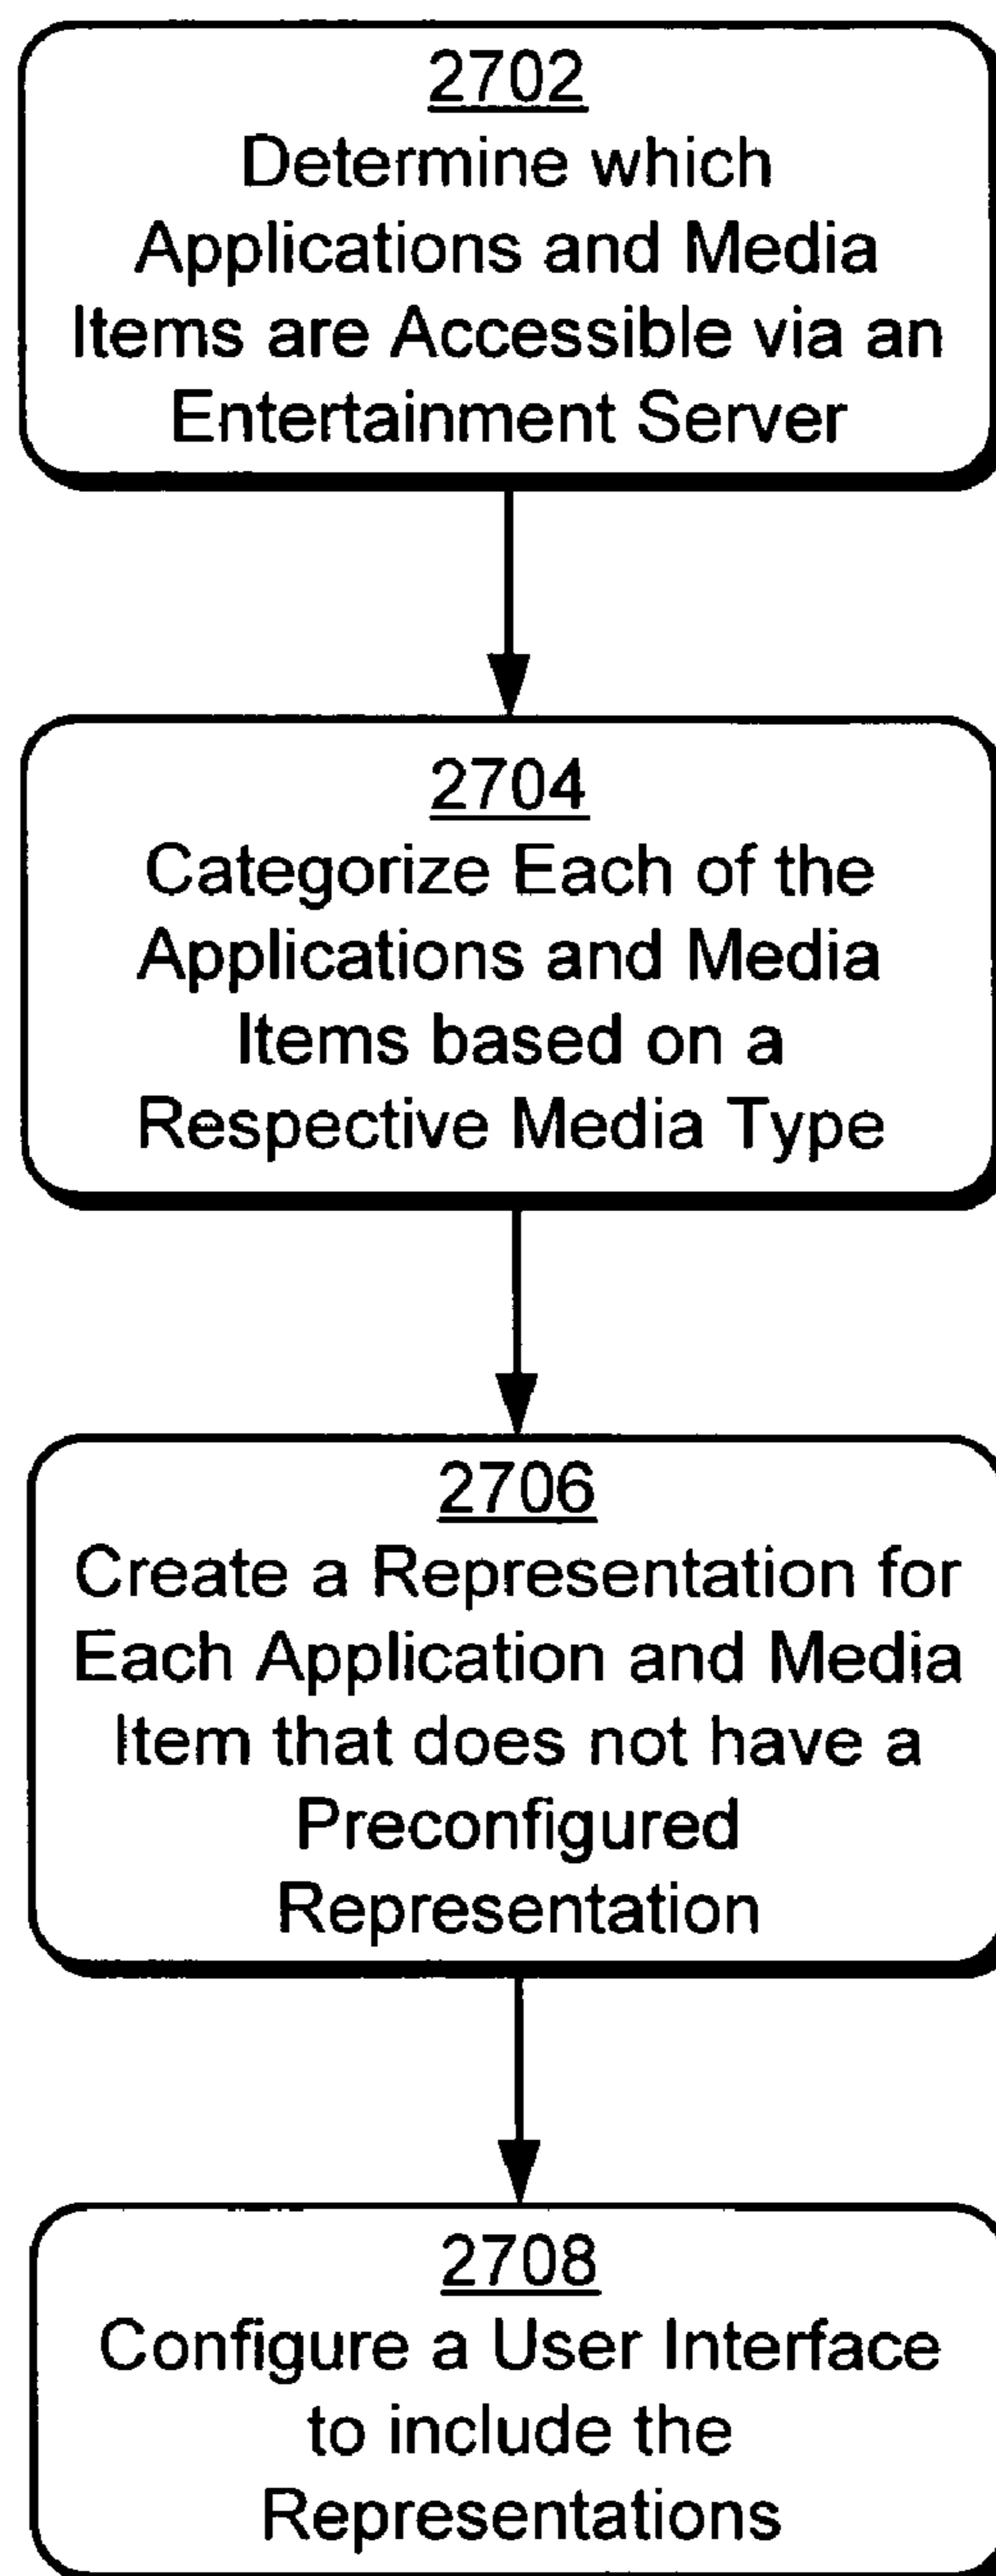 2702
Determine which
Applications and Media
Items are Accessible via an
Entertainment Server
2704
Categorize Each of the
Applications and Media
Items based on a
Respective Media Type
2706
Create a Representation for
Each Application and Media
Item that does not have a
Preconfigured
Representation
2708
Configure a User Interface
to include the
Representations